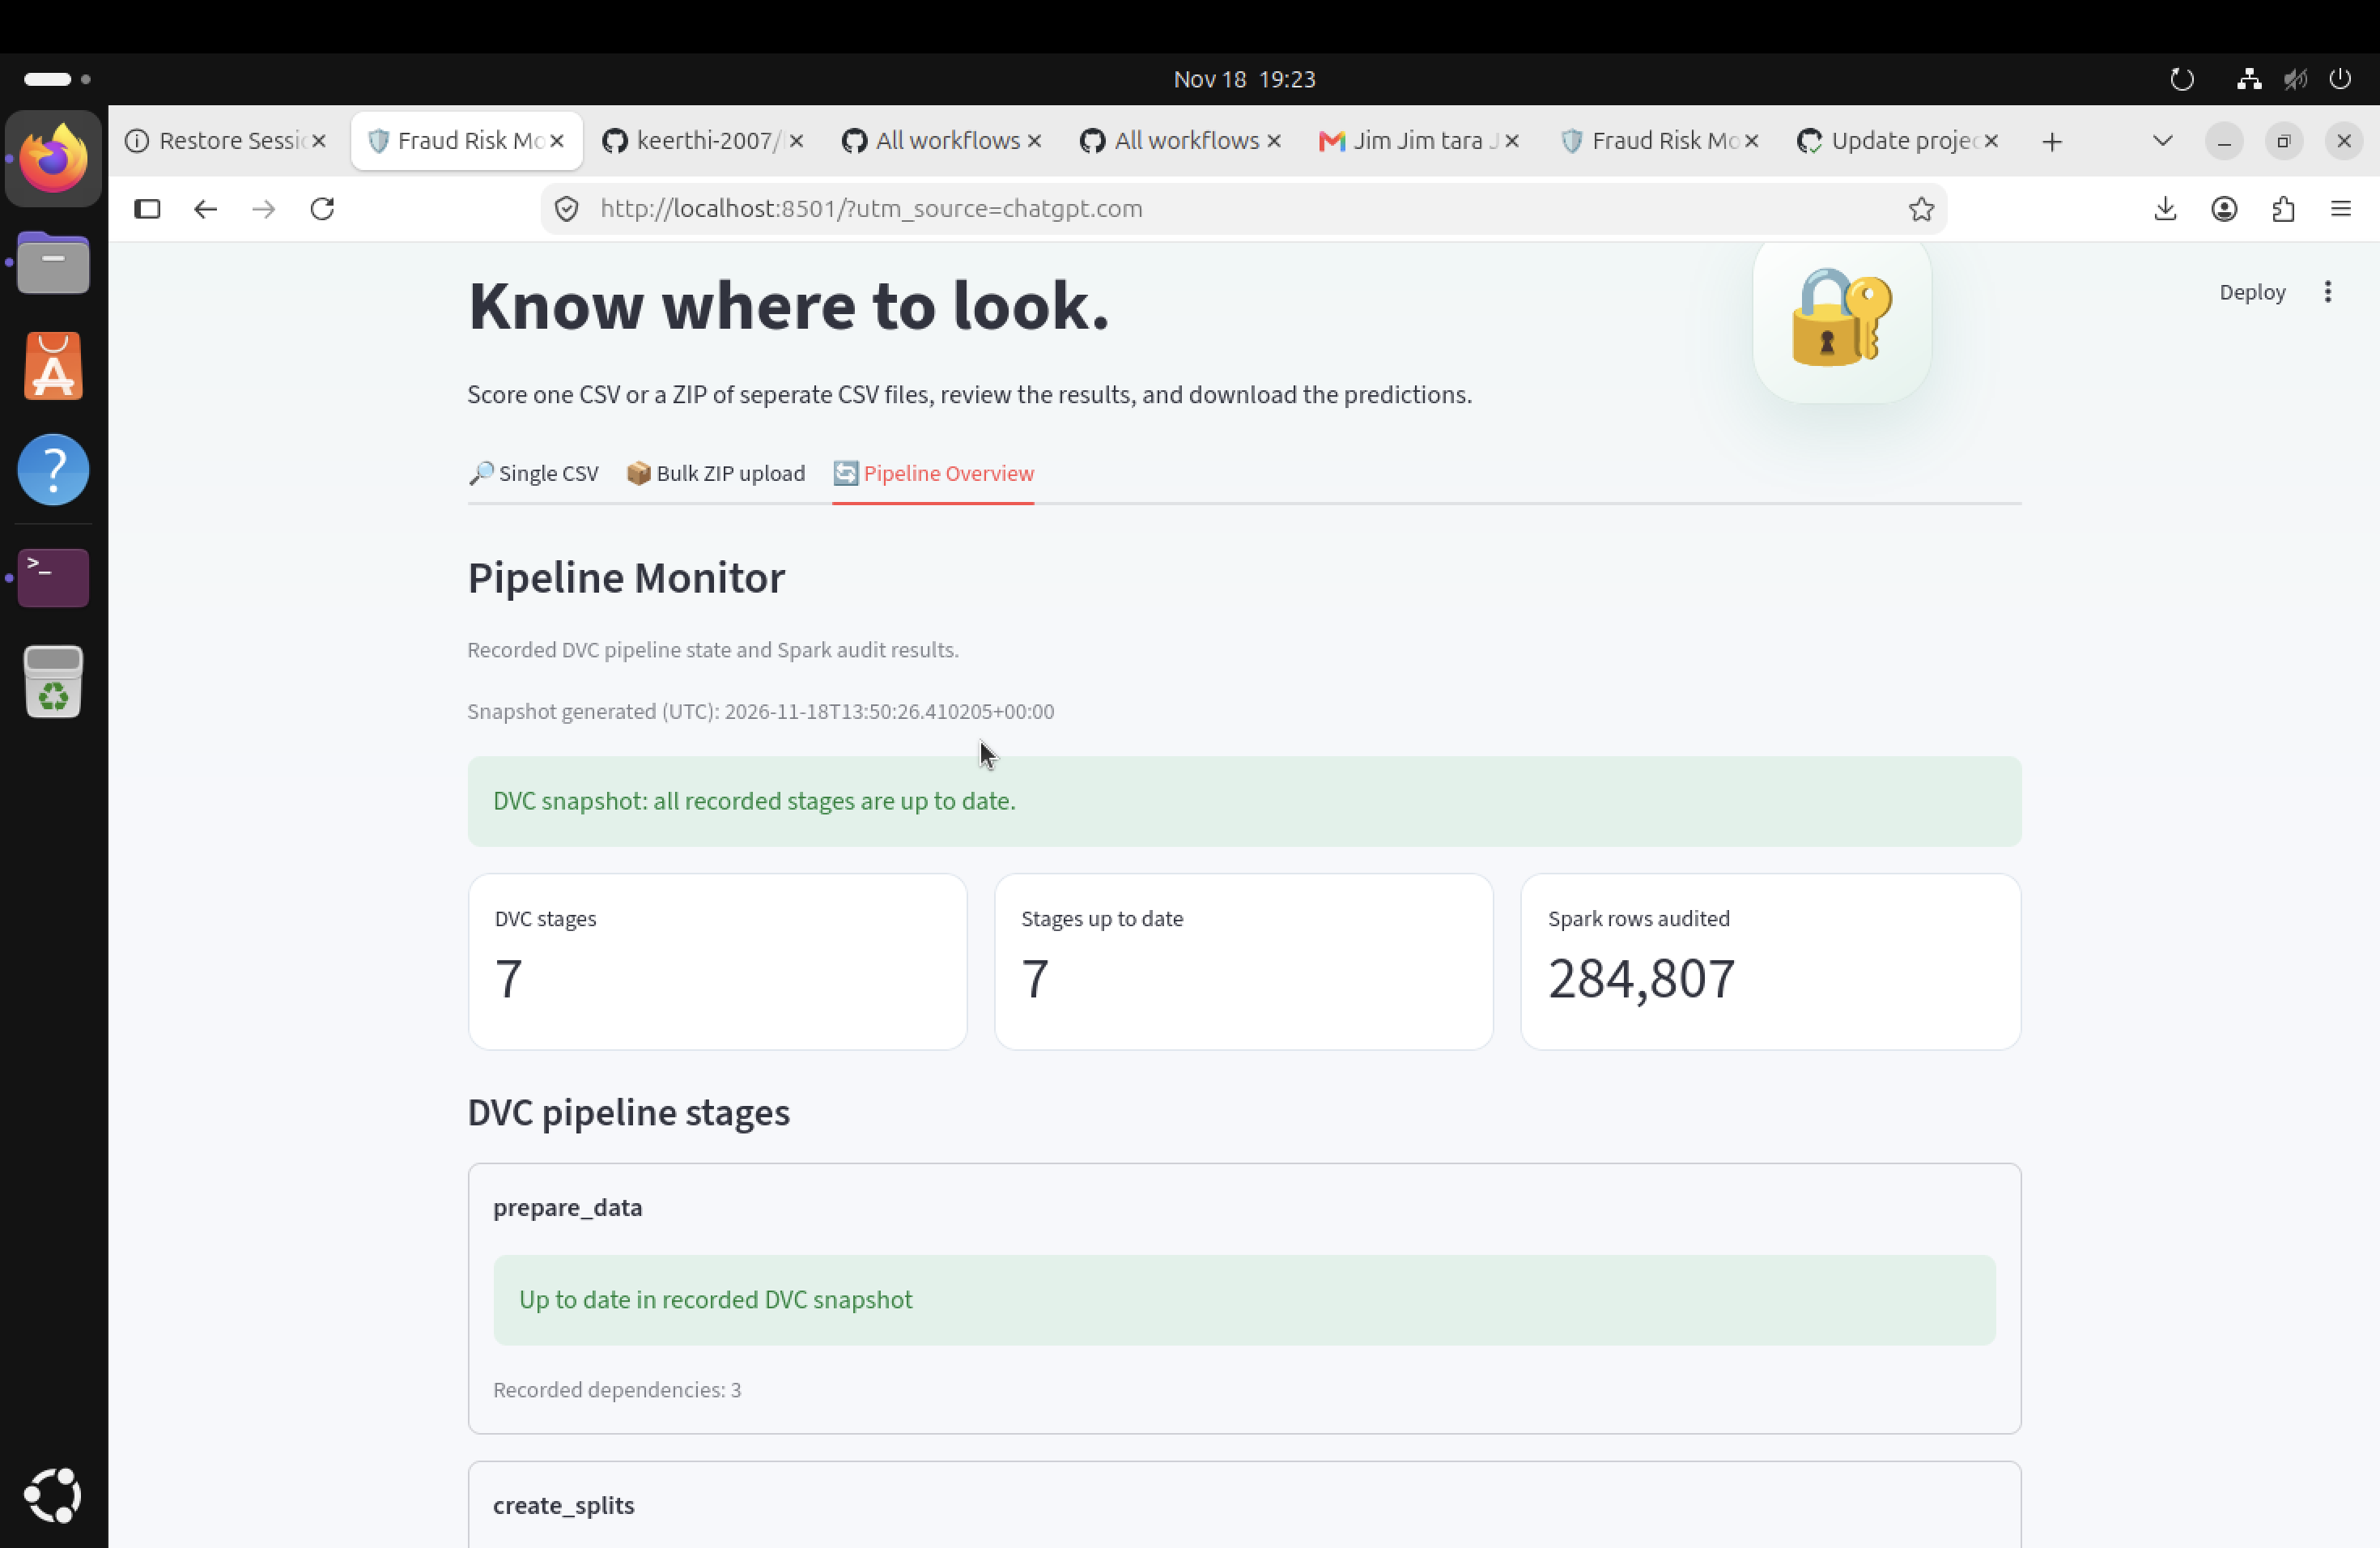 Nov 18 19:23
Restore Sessi
Fraud Risk Mo
keerthi-2007/
All workflows
All workflows
Jim Jim tara J
Fraud Risk Mo
Update projec
http://localhost:8501/?utm_source=chatgpt.com
Deploy
Know where to look.
Score one CSV or a ZIP of seperate CSV files, review the results, and download the predictions.
Single CSV
Bulk ZIP upload
Pipeline Overview
Pipeline Monitor
Recorded DVC pipeline state and Spark audit results.
Snapshot generated (UTC): 2026-11-18T13:50:26.410205+00:00
DVC snapshot: all recorded stages are up to date.
DVC stages
7
Stages up to date
7
Spark rows audited
284,807
DVC pipeline stages
prepare_data
Up to date in recorded DVC snapshot
Recorded dependencies: 3
create_splits